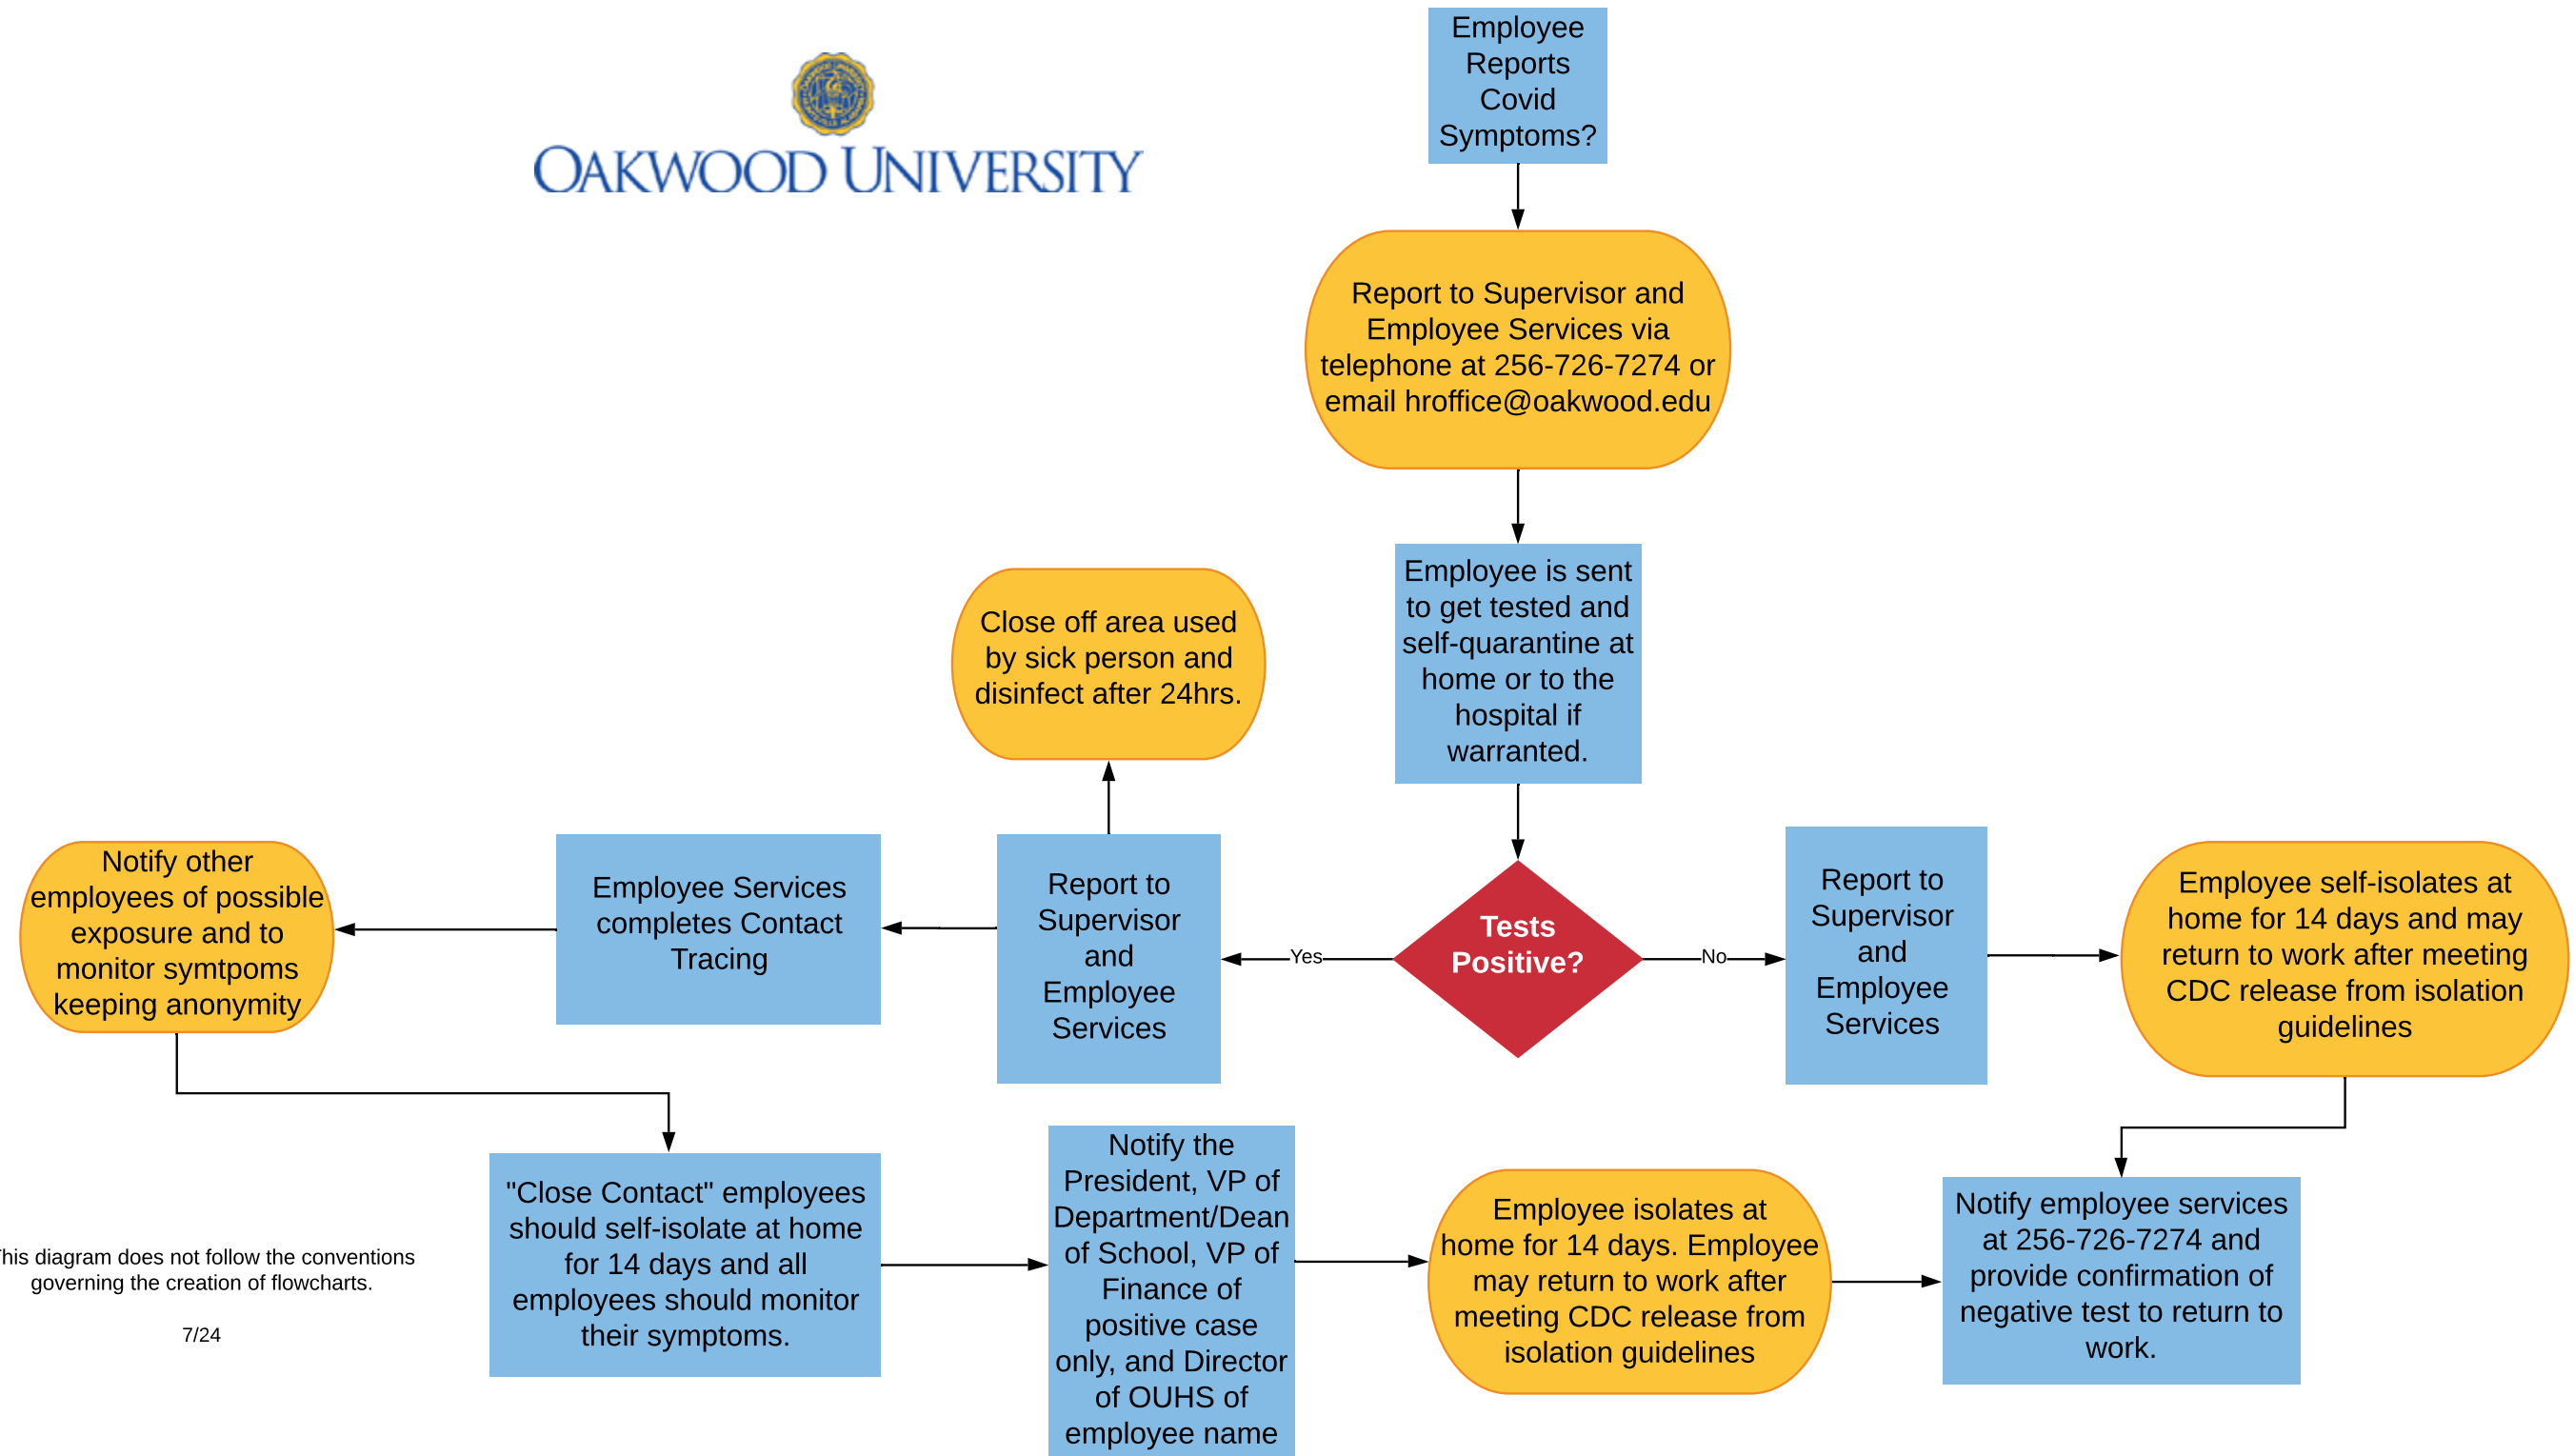 Employee
Reports
Covid
Symptoms?
OAKWOOD UNIVERSITY
Report to Supervisor and
Employee Services via
telephone at 256-726-7274 or
email hroffice@oakwood.edu
Employee is sent
to get tested and
self-quarantine at
home or to the
hospital if
warranted.
Close off area used
by sick person and
disinfect after 24hrs.
Tests
Positive?
Yes
No
Report to
Supervisor
and
Employee
Services
Employee Services
completes Contact
Tracing
Notify other
employees of possible
exposure and to
monitor symtpoms
keeping anonymity
Report to
Supervisor
and
Employee
Services
Employee self-isolates at
home for 14 days and may
return to work after meeting
CDC release from isolation
guidelines
"Close Contact" employees
should self-isolate at home
for 14 days and all
employees should monitor
their symptoms.
Notify the
President, VP of
Department/Dean
of School, VP of
Finance of
positive case
only, and Director
of OUHS of
employee name
Employee isolates at
home for 14 days. Employee
may return to work after
meeting CDC release from
isolation guidelines
Notify employee services
at 256-726-7274 and
provide confirmation of
negative test to return to
work.
his diagram does not follow the conventions
governing the creation of flowcharts.
7/24